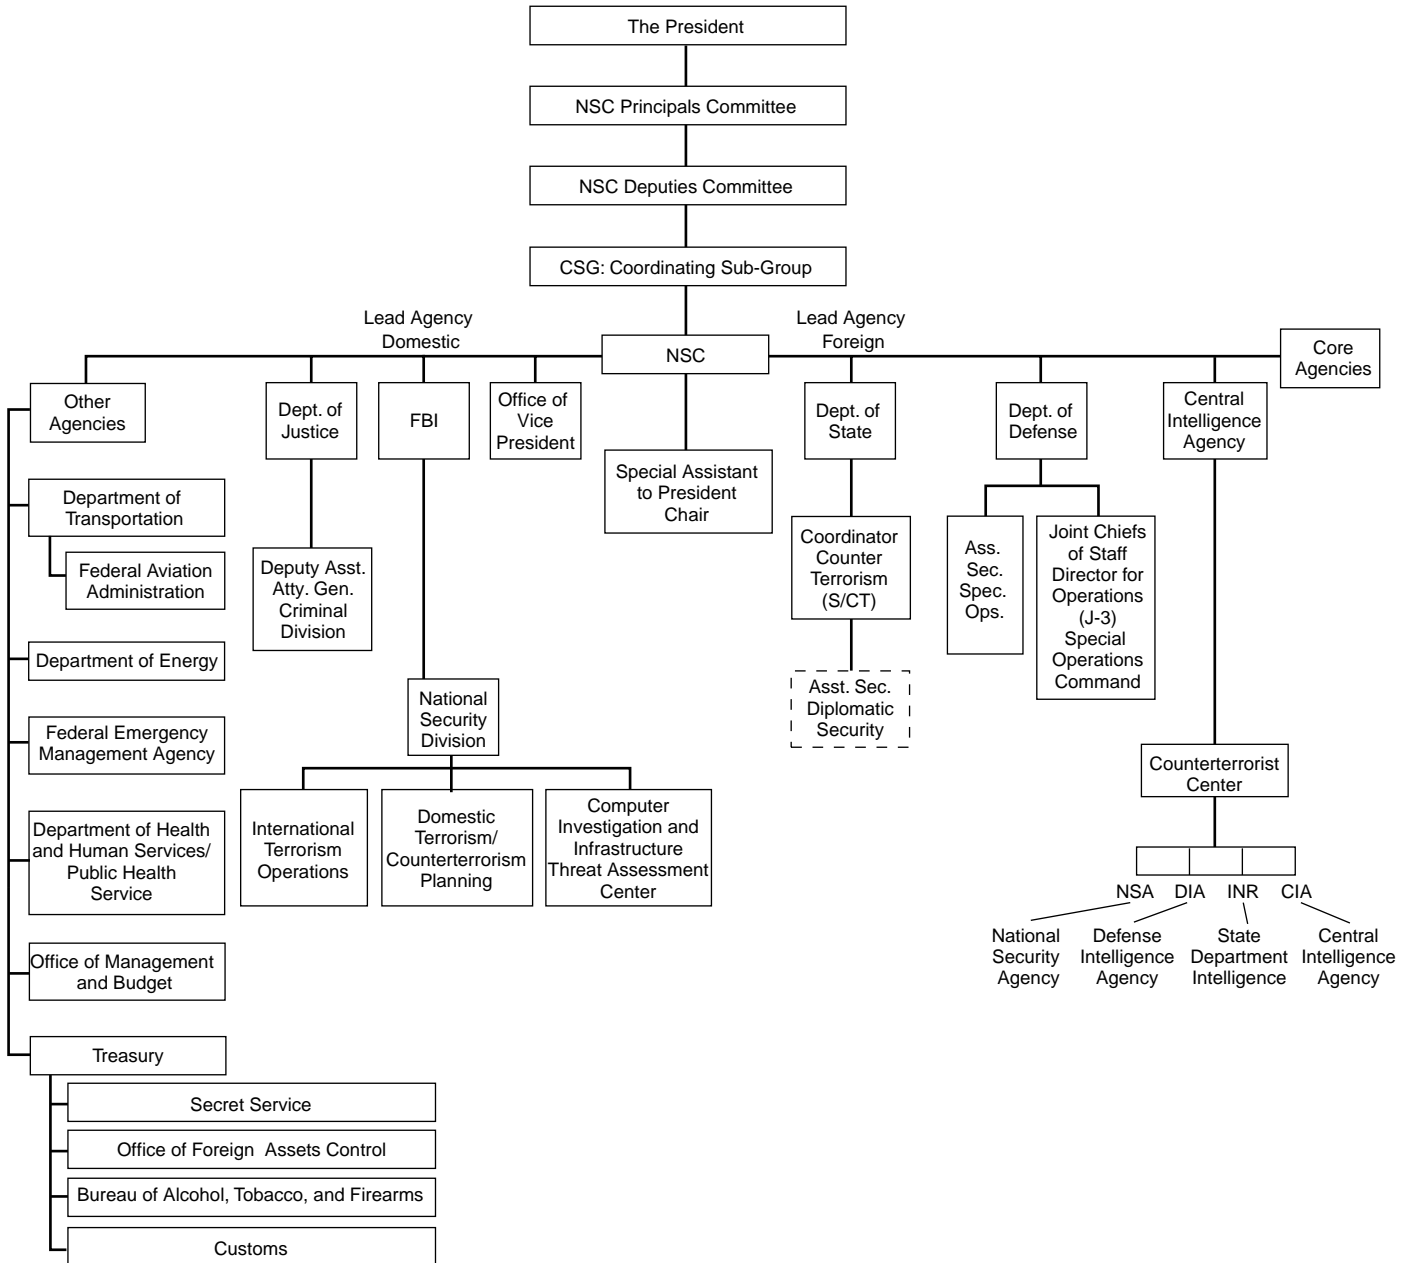 The President
NSC Principals Committee
NSC Deputies Committee
CSG: Coordinating Sub-Group
Lead Agency
Domestic
Lead Agency
Foreign
NSC
Core
Agencies
Other
Agencies
Dept. of
Justice
FBI
Office of
Vice
President
Special Assistant
to President
Chair
Dept. of
State
Dept. of
Defense
Central
Intelligence
Agency
Department of
Transportation
Federal Aviation
Administration
Department of Energy
Federal Emergency
Management Agency
Department of Health
and Human Services/
Public Health
Service
Office of Management
and Budget
Treasury
Secret Service
Office of Foreign  Assets Control
Bureau of Alcohol, Tobacco, and Firearms
Customs
Deputy Asst.
Atty. Gen.
Criminal
Division
National
Security
Division
International
Terrorism
Operations
Domestic
Terrorism/
Counterterrorism
Planning
Computer
Investigation and
Infrastructure
Threat Assessment
Center
Coordinator
Counter
Terrorism
(S/CT)
Asst. Sec.
Diplomatic
Security
Ass.
Sec.
Spec.
Ops.
Joint Chiefs
of Staff
Director for
Operations
(J-3)
Special
Operations
Command
Counterterrorist
Center
NSA DIA INR CIA
National
Security
Agency
Defense
Intelligence
Agency
State
Department
Intelligence
Central
Intelligence
Agency